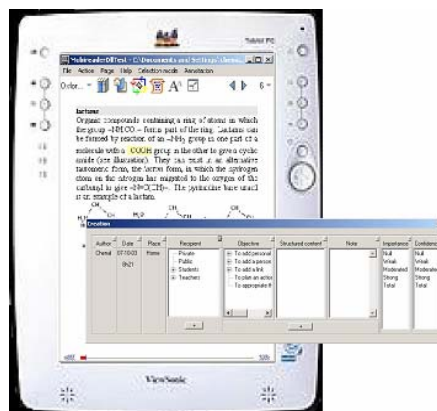 Tablet PC
MobireaderDllTest - C:\Documents and Settings\
File Action Page Help Selection mode Annotation
6
lactams
Organic compounds containing a ring of atoms in which
the group -NH.CO.- forms part of the ring. Lactams can
be formed by reaction of an -NH₂ group in one part of a
molecule with a -COOH group in the other to give a cyclic
amide (see illustration). They can exist in an alternative
tautomeric form, the lactim form, in which the hydrogen
atom on the nitrogen has migrated to the oxygen of the
carbonyl to give -N=C(OH)-. The pyrimidine base uracil
is an example of a lactam.
Creation
Author Date Place Recipient Objective Structured content Note Importance Confidence
07-10-03 Home Private To add personal Null Null
0h21 Public To add a person Weak Weak
Students To add a link Moderated Moderated
Teachers To plan an action Strong Strong
To appropriate Total Total
ViewSonic